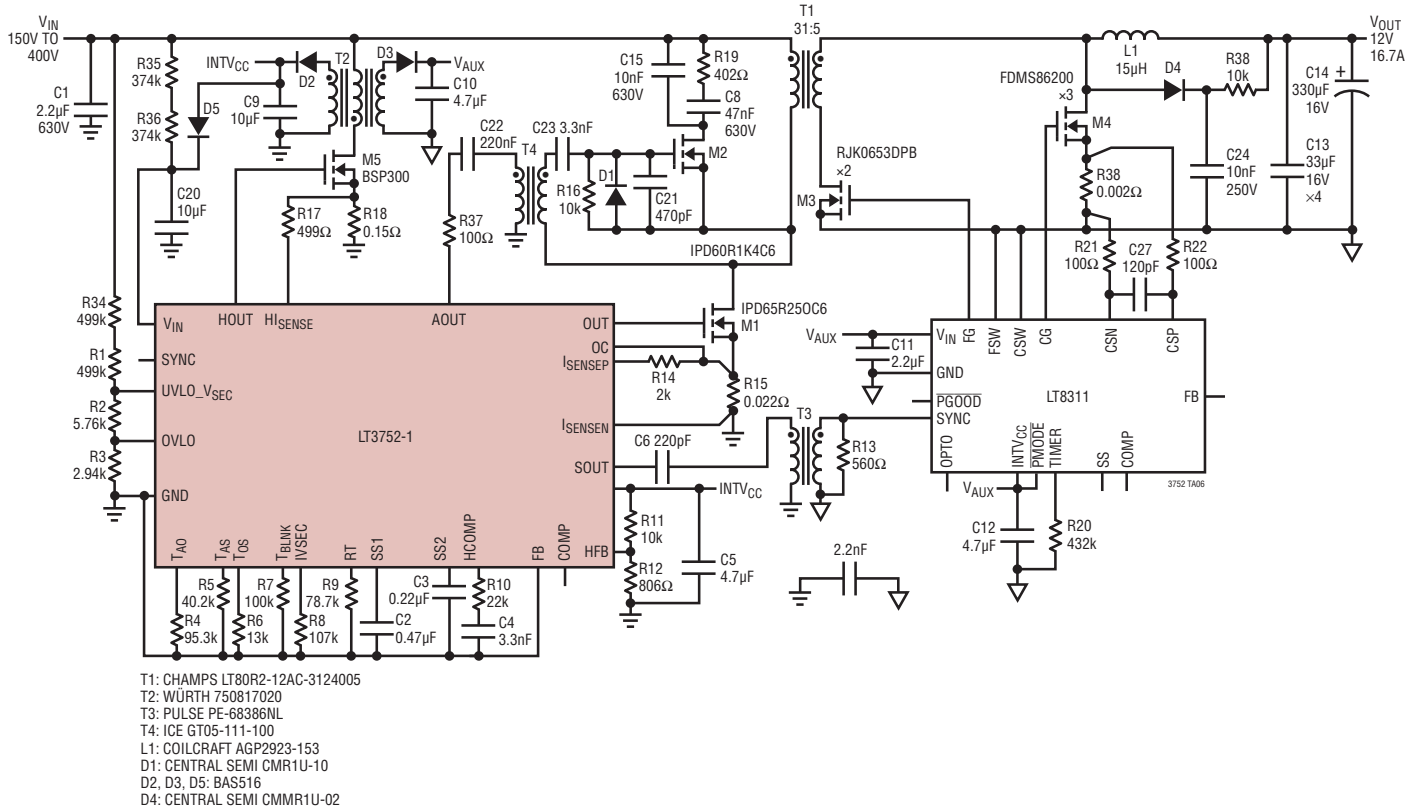 VIN
150V TO
400V
C1
2.2µF
630V
R35
374k
R36
374k
INTVCC
D2
T2
D3
VAUX
C10
4.7µF
C9
10µF
D5
C20
10µF
M5
BSP300
R17
499Ω
R18
0.15Ω
C22
220nF
C23 3.3nF
T4
R37
100Ω
R16
10k
D1
C21
470pF
C15
10nF
630V
R19
402Ω
C8
47nF
630V
M2
IPD60R1K4C6
T1
31:5
RJK0653DPB
×2
M3
FDMS86200
×3
M4
L1
15µH
D4
R38
10k
VOUT
12V
16.7A
C14
330µF
16V
+
C13
33µF
16V
×4
C24
10nF
250V
R38
0.002Ω
R21
100Ω
C27
120pF
R22
100Ω
R34
499k
R1
499k
R2
5.76k
R3
2.94k
VIN
SYNC
UVLO_VSEC
OVLO
GND
HOUT
HISENSE
AOUT
OUT
OC
ISENSEP
ISENSEN
SOUT
LT3752-1
TAO
TAS
TOS
TBLNK
IVSEC
RT
SS1
SS2
HCOMP
FB
COMP
HFB
IPD65R25OC6
M1
R14
2k
R15
0.022Ω
C6 220pF
T3
R13
560Ω
INTVCC
R11
10k
R12
806Ω
C5
4.7µF
2.2nF
R5
40.2k
R4
95.3k
R6
13k
R7
100k
R8
107k
R9
78.7k
C2
0.47µF
C3
0.22µF
R10
22k
C4
3.3nF
VAUX
C11
2.2µF
VIN
FG
FSW
CSW
CG
CSN
CSP
GND
PGOOD
SYNC
LT8311
FB
OPTO
INTVCC
PMODE
TIMER
SS
COMP
3752 TA06
VAUX
C12
4.7µF
R20
432k
T1: CHAMPS LT80R2-12AC-3124005
T2: WÜRTH 750817020
T3: PULSE PE-68386NL
T4: ICE GT05-111-100
L1: COILCRAFT AGP2923-153
D1: CENTRAL SEMI CMR1U-10
D2, D3, D5: BAS516
D4: CENTRAL SEMI CMMR1U-02